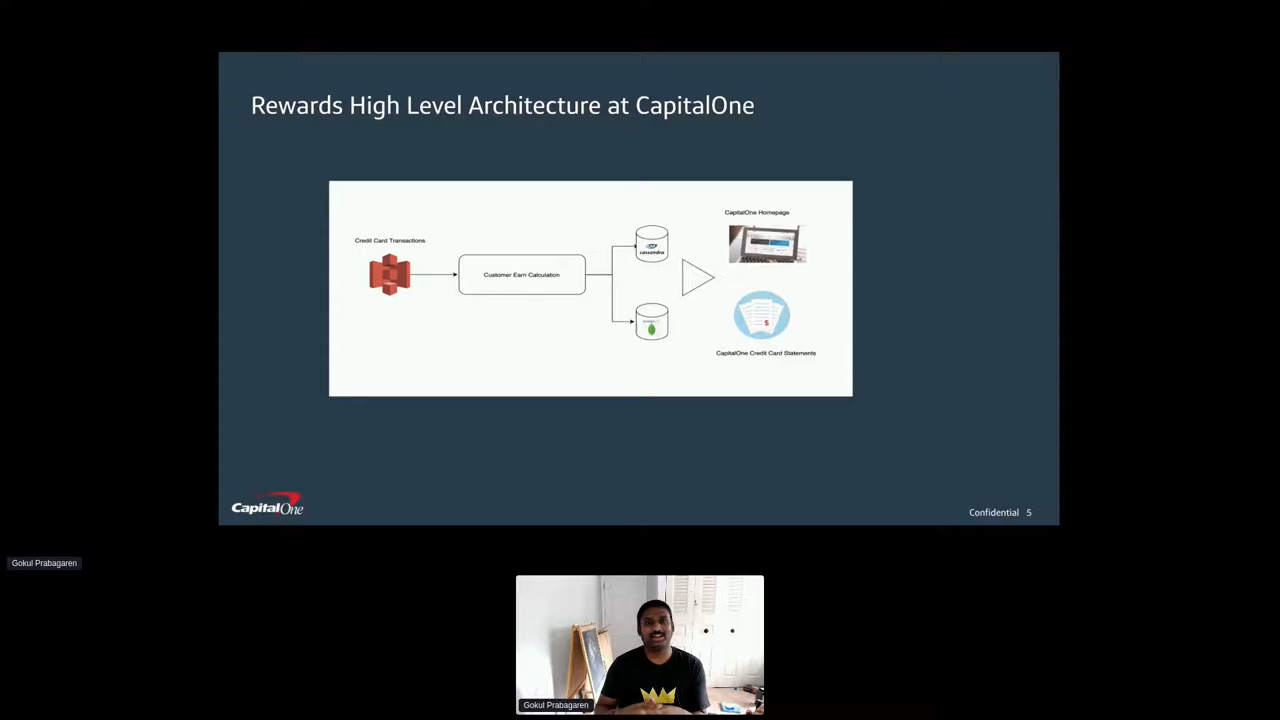 Rewards High Level Architecture at CapitalOne
CapitalOne Homepage
Credit Card Transactions
cassandra
Customer Earn Calculation
$
CapitalOne Credit Card Statements
CapitalOne
Confidential 5
Gokul Prabagaren
Gokul Prabagaren